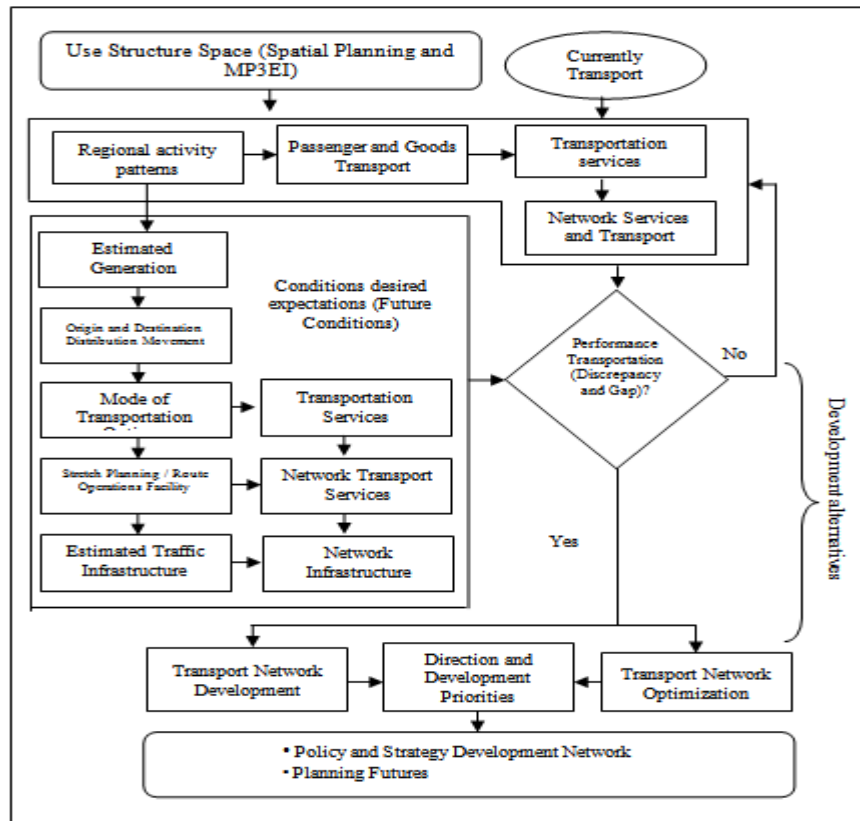 Use Structure Space (Spatial Planning and
MP3EI)
Currently
Transport
Regional activity
patterns
Passenger and Goods
Transport
Transportation
services
Network Services
and Transport
Estimated
Generation
Conditions desired
expectations (Future
Conditions)
Origin and Destination
Distribution Movement
Performance
Transportation
(Discrepancy
and Gap)?
No
Mode of
Transportation
Transportation
Services
Stretch Planning / Route
Operations Facility
Network Transport
Services
Estimated Traffic
Infrastructure
Network
Infrastructure
Yes
Development alternatives
Transport Network
Development
Direction and
Development
Priorities
Transport Network
Optimization
• Policy and Strategy Development Network
• Planning Futures